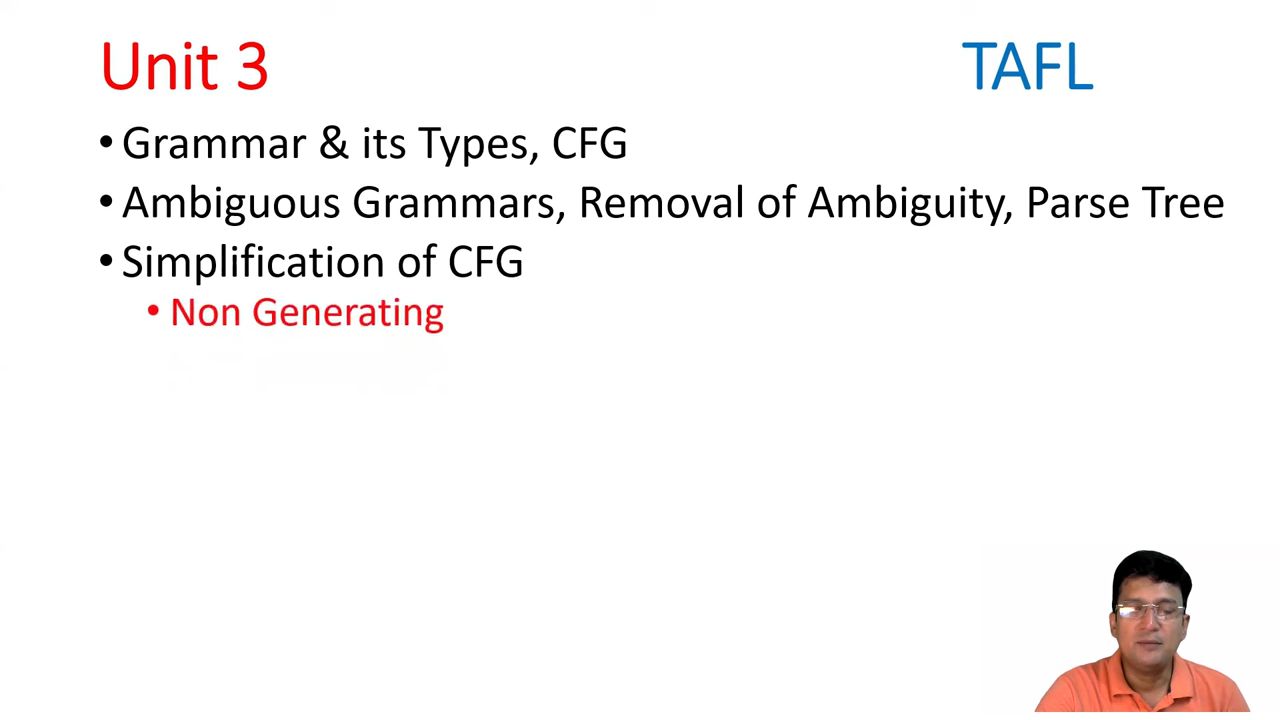 Unit 3 TAFL
• Grammar & its Types, CFG
• Ambiguous Grammars, Removal of Ambiguity, Parse Tree
• Simplification of CFG
• Non Generating